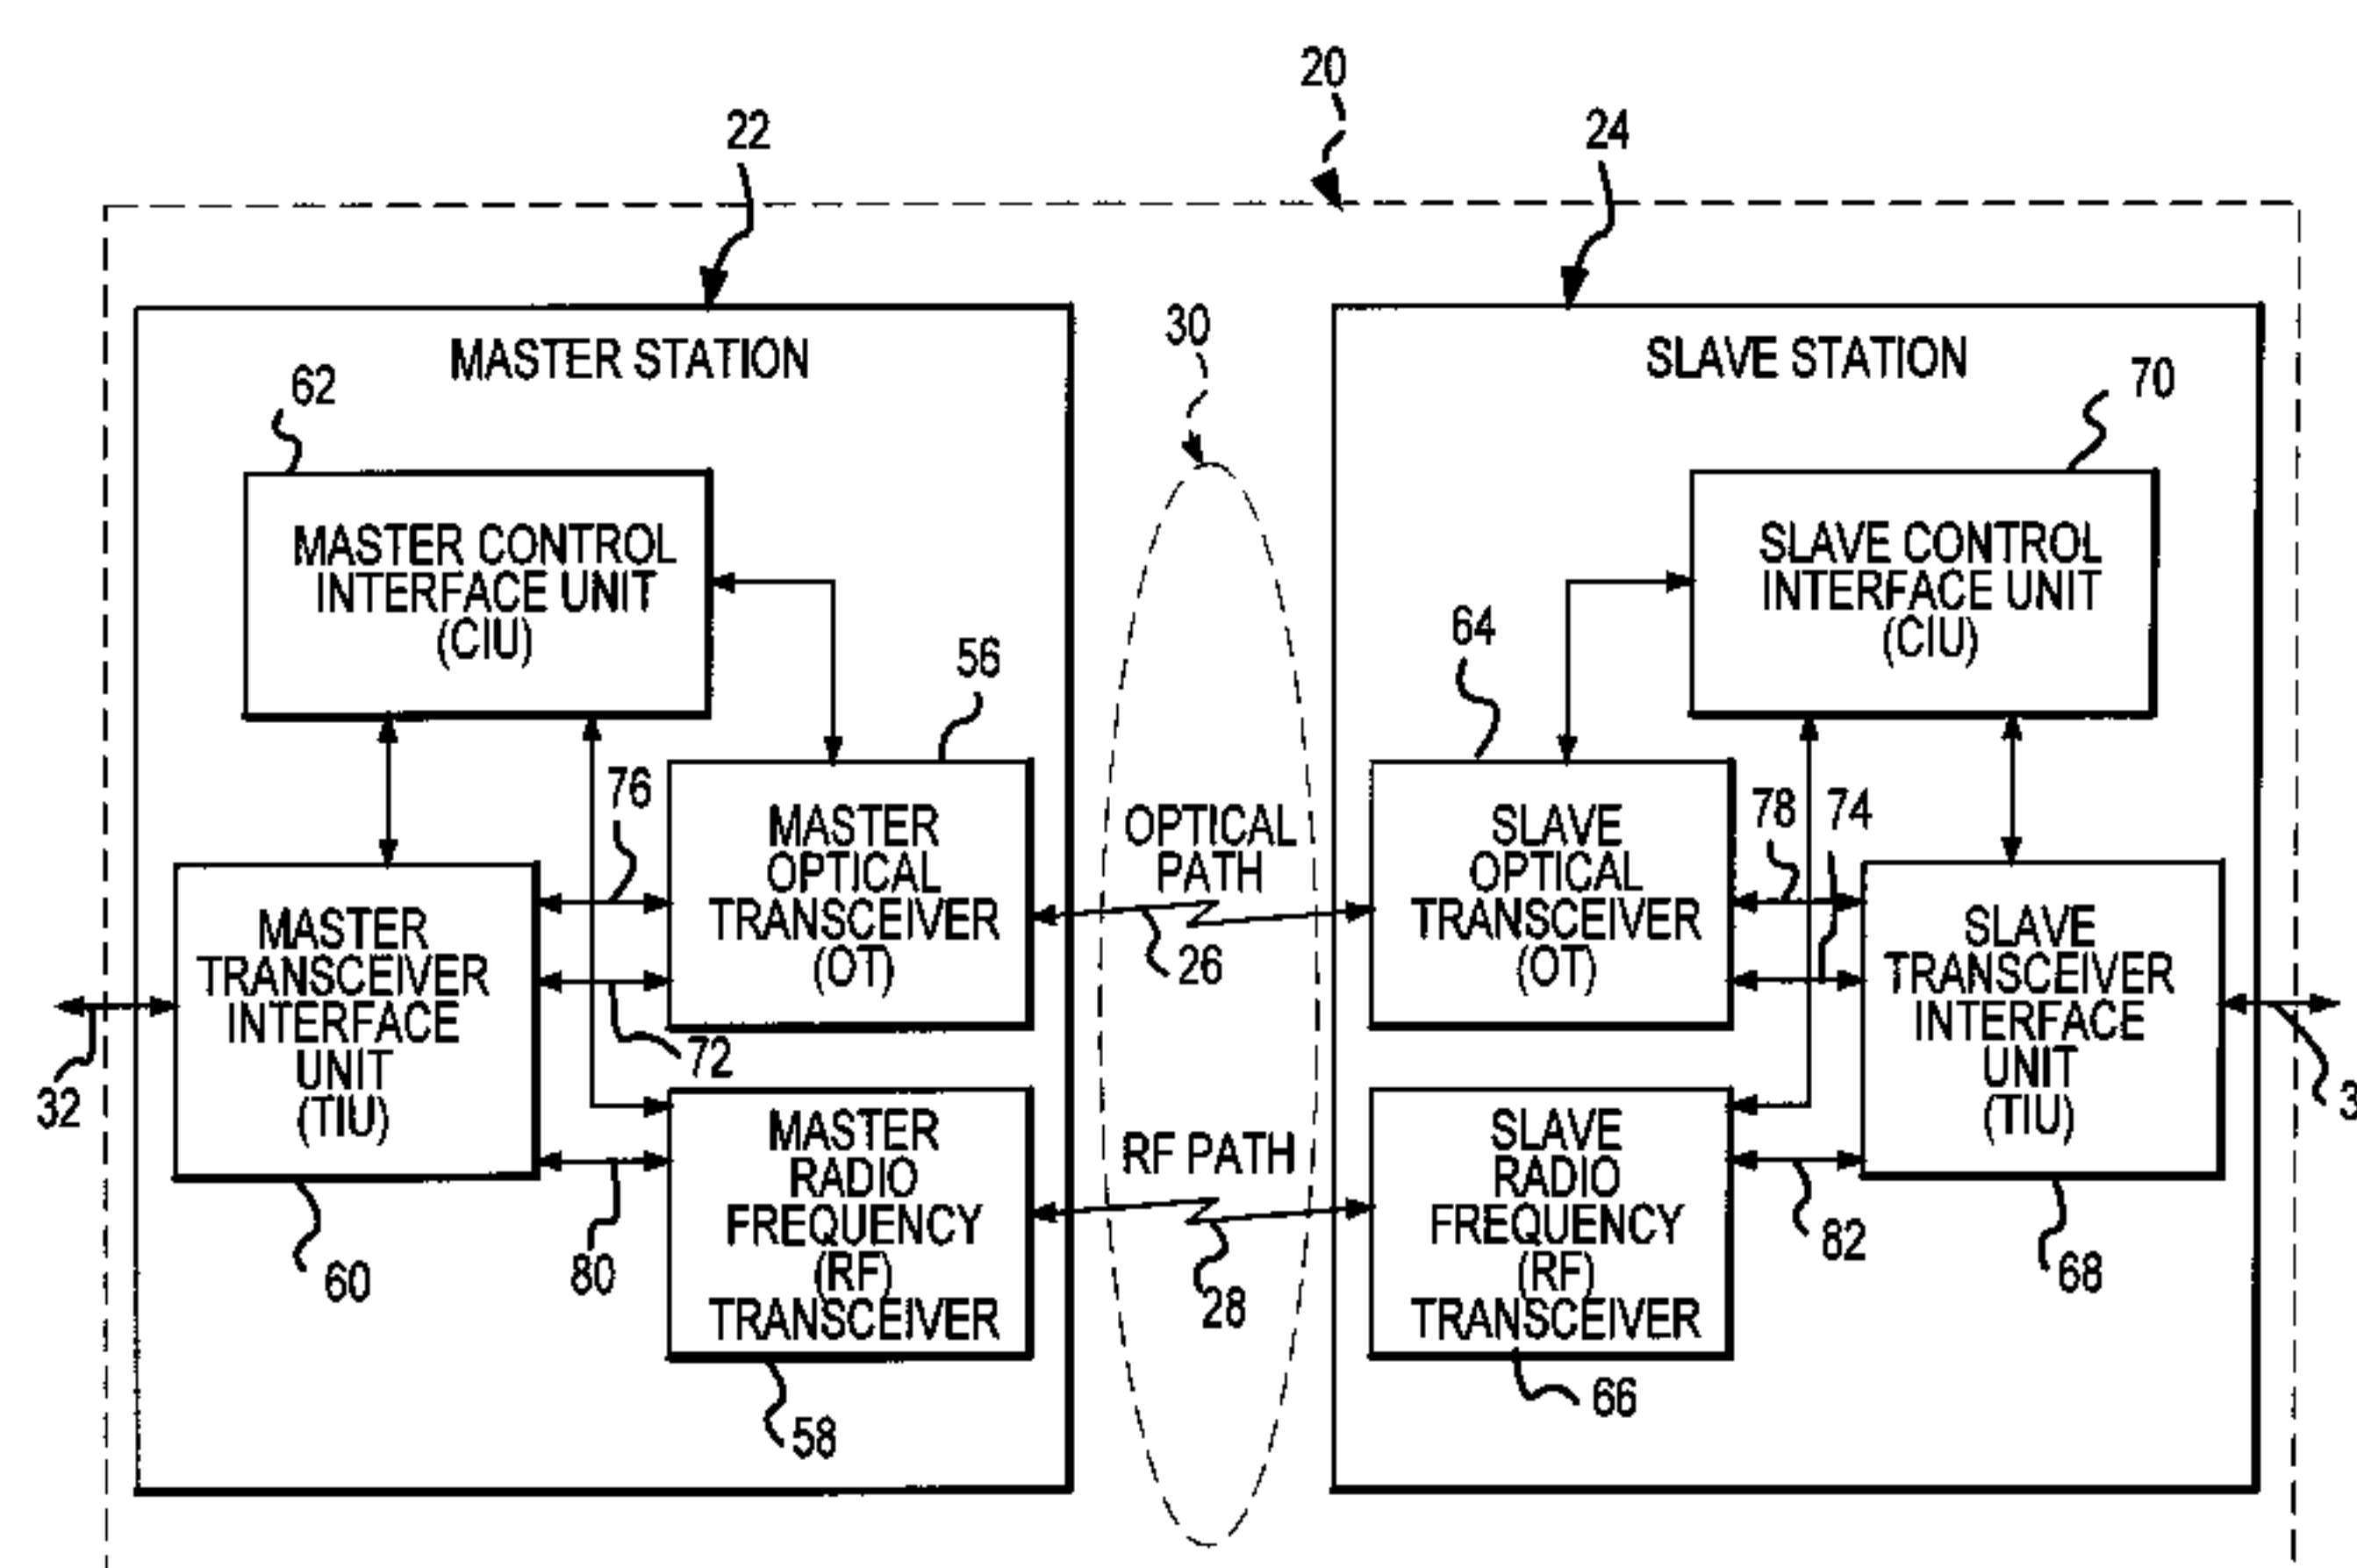 20
22
24
MASTER STATION
30
SLAVE STATION
62
70
MASTER CONTROL
INTERFACE UNIT
(CIU)
SLAVE CONTROL
INTERFACE UNIT
(CIU)
56
64
76
MASTER
OPTICAL
TRANSCEIVER
(OT)
OPTICAL
PATH
SLAVE
OPTICAL
TRANSCEIVER
(OT)
78
74
MASTER
TRANSCEIVER
INTERFACE
UNIT
(TIU)
26
SLAVE
TRANSCEIVER
INTERFACE
UNIT
(TIU)
72
32
3
MASTER
RADIO
FREQUENCY
(RF)
TRANSCEIVER
RF PATH
SLAVE
RADIO
FREQUENCY
(RF)
TRANSCEIVER
60
80
28
82
68
58
66